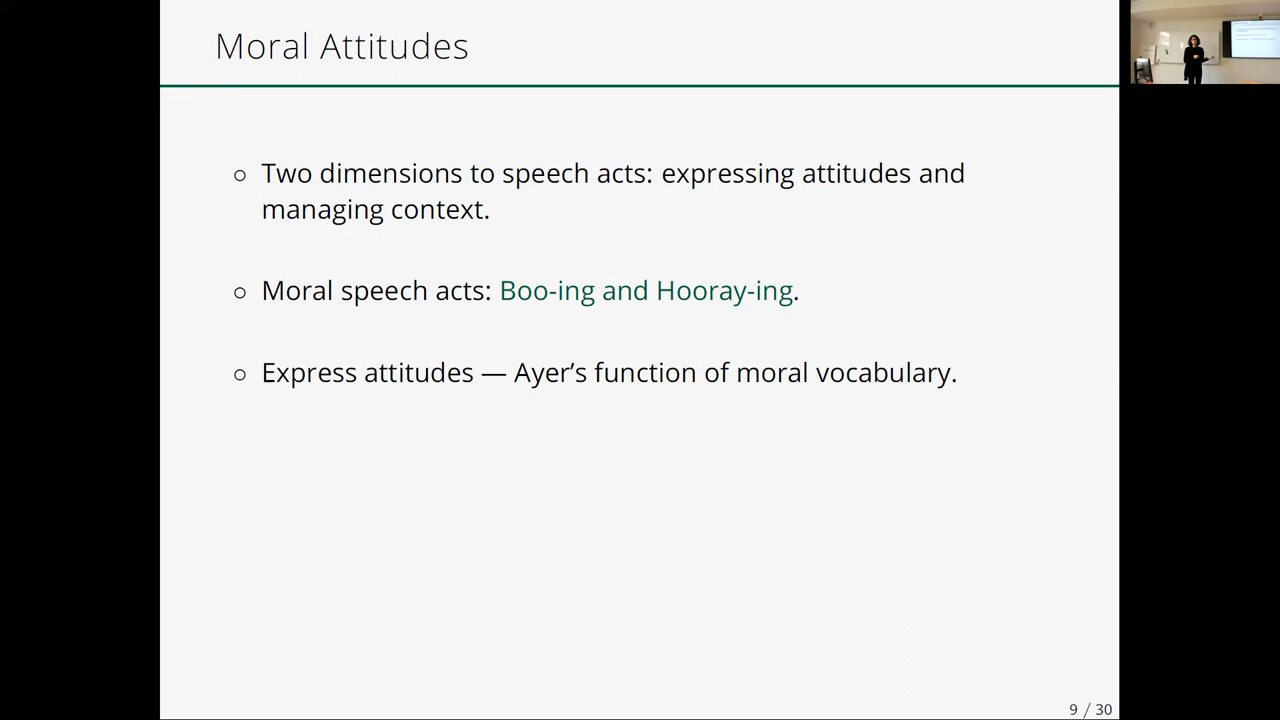 Moral Attitudes
Two dimensions to speech acts: expressing attitudes and
managing context.
Moral speech acts: Boo-ing and Hooray-ing.
Express attitudes — Ayer’s function of moral vocabulary.
9 / 30